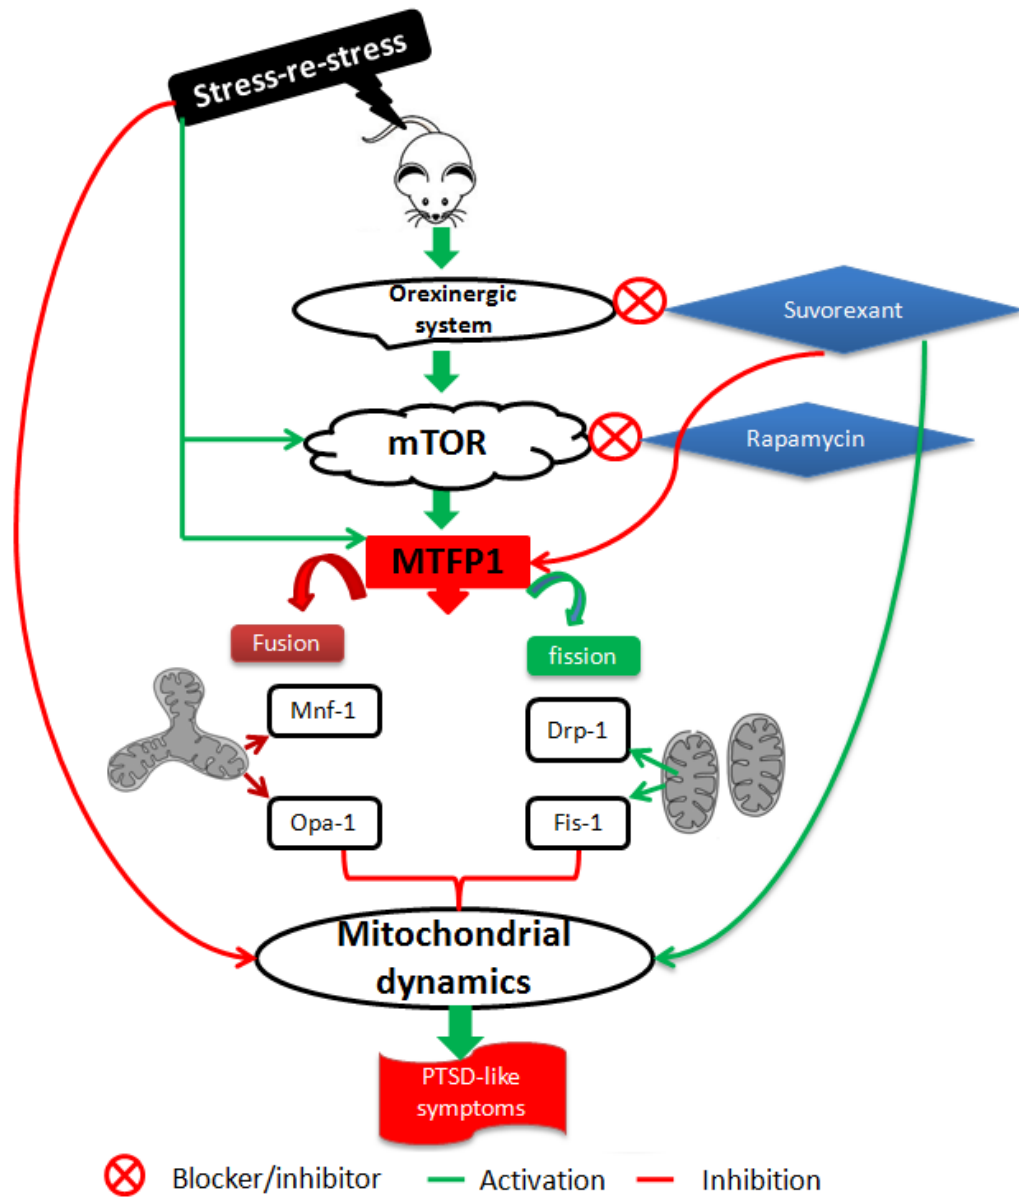 Stress-re-stress
Orexinergic
system
Suvorexant
mTOR
Rapamycin
MTFP1
Fusion
fission
Mnf-1
Drp-1
Opa-1
Fis-1
Mitochondrial
dynamics
PTSD-like
symptoms
Blocker/inhibitor
Activation
Inhibition